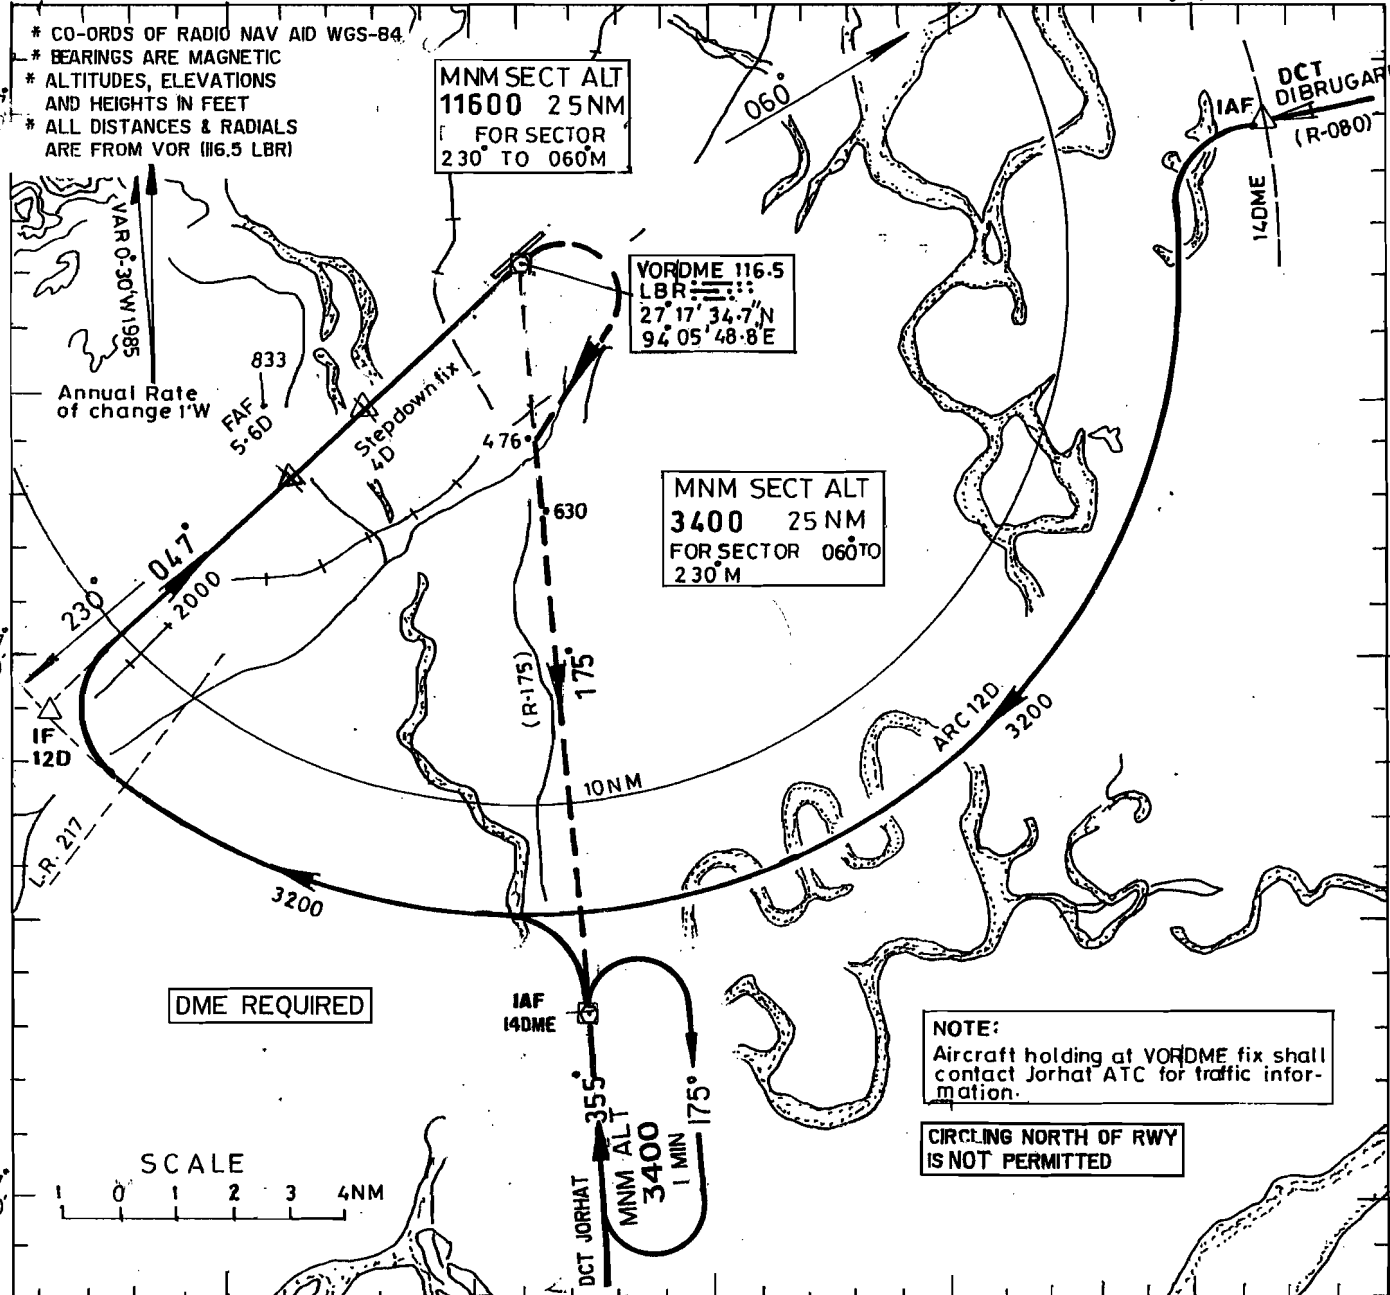 * CO-ORDS OF RADIO NAV AID WGS-84
* BEARINGS ARE MAGNETIC
* ALTITUDES, ELEVATIONS
AND HEIGHTS IN FEET
* ALL DISTANCES & RADIALS
ARE FROM VOR (116.5 LBR)
MNM SECT ALT
11600 25NM
FOR SECTOR
230° TO 060°M
060°
IAF
DCT
DIBRUGAR
(R-080)
14DME
VAR 0°-30'W 1985
Annual Rate
of change 1'W
VORDME 116.5
LBR
27° 17' 34.7"N
94° 05' 48.8"E
833
FAF
5.6D
Stepdown fix
4D
476
630
MNM SECT ALT
3400 25NM
FOR SECTOR 060° TO
230°M
047°
230°
2000
(R-175)
175°
IF
12D
L.R. 217
ARC 12D
3200
10NM
3200
DME REQUIRED
IAF
14DME
NOTE:
Aircraft holding at VORDME fix shall
contact Jorhat ATC for traffic infor-
mation.
355°
MNM ALT
3400
1 MIN
175°
DCT JORHAT
CIRCLING NORTH OF RWY
IS NOT PERMITTED
SCALE
1 0 1 2 3 4NM